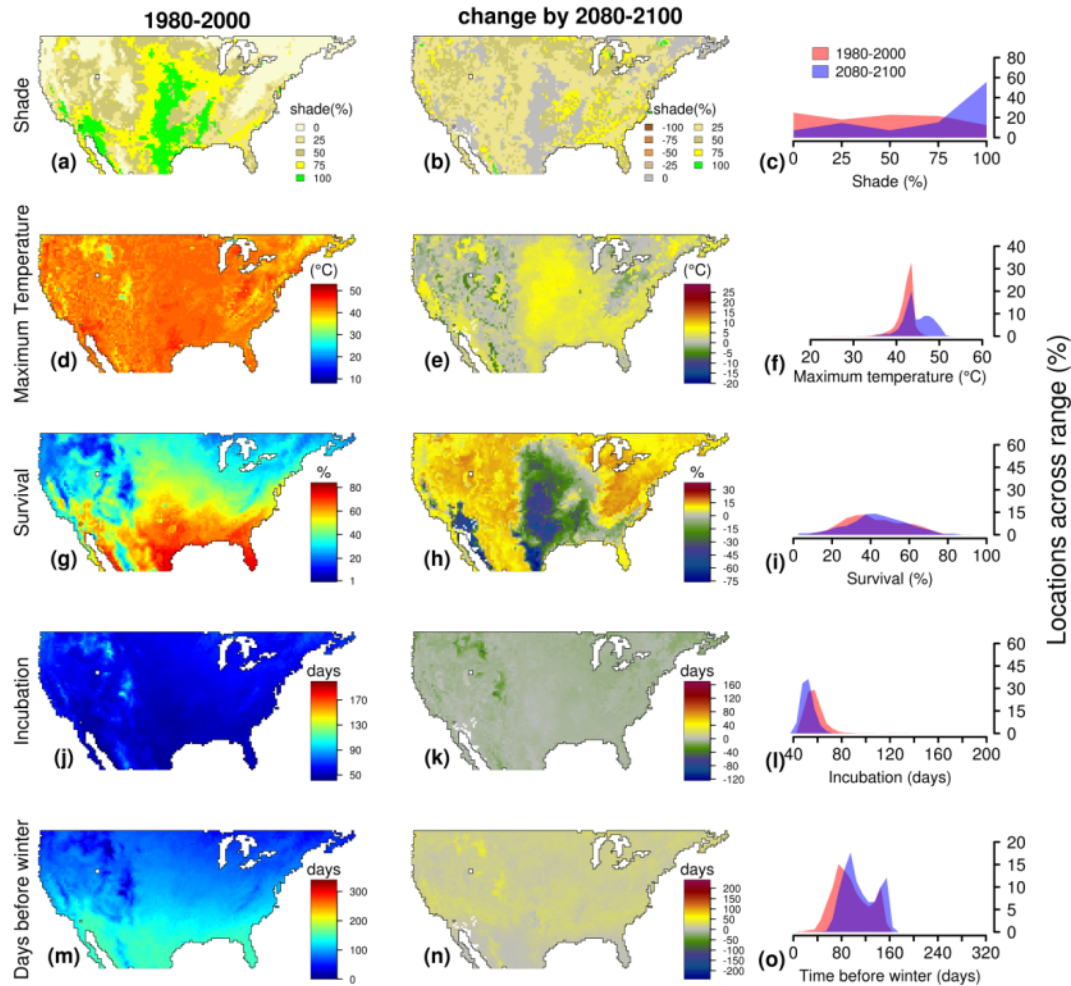 1980-2000
change by 2080-2100
Shade
(a)
shade(%)
0
25
50
75
100
(b)
shade(%)
-100
-75
-50
-25
0
25
50
75
100
1980-2000
2080-2100
80
60
40
20
0
(c)
0 25 50 75 100
Shade (%)
Maximum Temperature
(d)
(°C)
50
40
30
20
10
(e)
(°C)
25
20
15
10
5
0
-5
-10
-15
-20
40
30
20
10
0
(f)
20 30 40 50 60
Maximum temperature (°C)
Survival
(g)
%
80
60
40
20
1
(h)
%
30
15
0
-15
-30
-45
-60
-75
60
45
30
15
0
(i)
0 20 40 60 80 100
Survival (%)
Incubation
(j)
days
170
130
90
50
(k)
days
160
120
80
40
0
-40
-80
-120
60
45
30
15
0
(l)
40 80 120 160 200
Incubation (days)
Days before winter
(m)
days
300
200
100
0
(n)
days
200
150
100
50
0
-50
-100
-150
-200
20
15
10
5
0
(o)
0 80 160 240 320
Time before winter (days)
Locations across range (%)